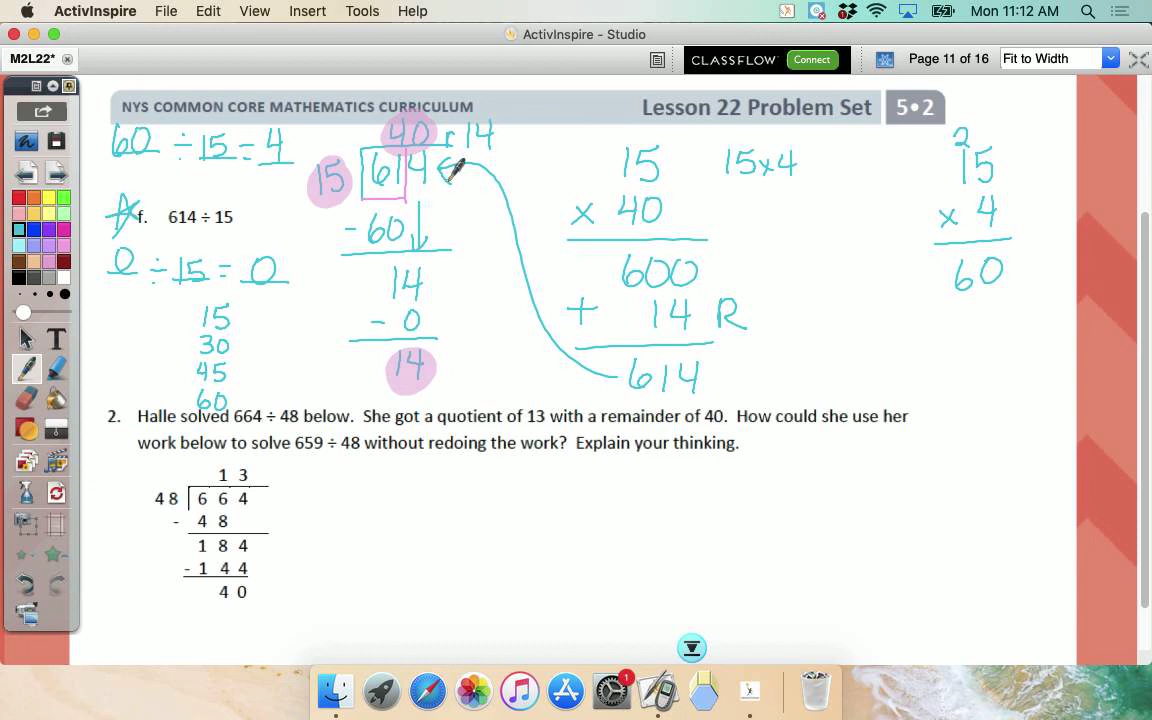 ActivInspire File Edit View Insert Tools Help Mon 11:12 AM
ActivInspire - Studio
M2L22* CLASSFLOW Connect Page 11 of 16 Fit to Width
NYS COMMON CORE MATHEMATICS CURRICULUM Lesson 22 Problem Set 5•2
60 ÷ 15 = 4
f. 614 ÷ 15
0 ÷ 15 = 0
15
30
45
60
40 r 14
15 614
- 60
14
- 0
14
15
x 40
600
+ 14 R
614
15x4
2
15
x 4
60
2. Halle solved 664 ÷ 48 below. She got a quotient of 13 with a remainder of 40. How could she use her
work below to solve 659 ÷ 48 without redoing the work? Explain your thinking.
1 3
4 8 6 6 4
- 4 8
1 8 4
- 1 4 4
4 0
T
1